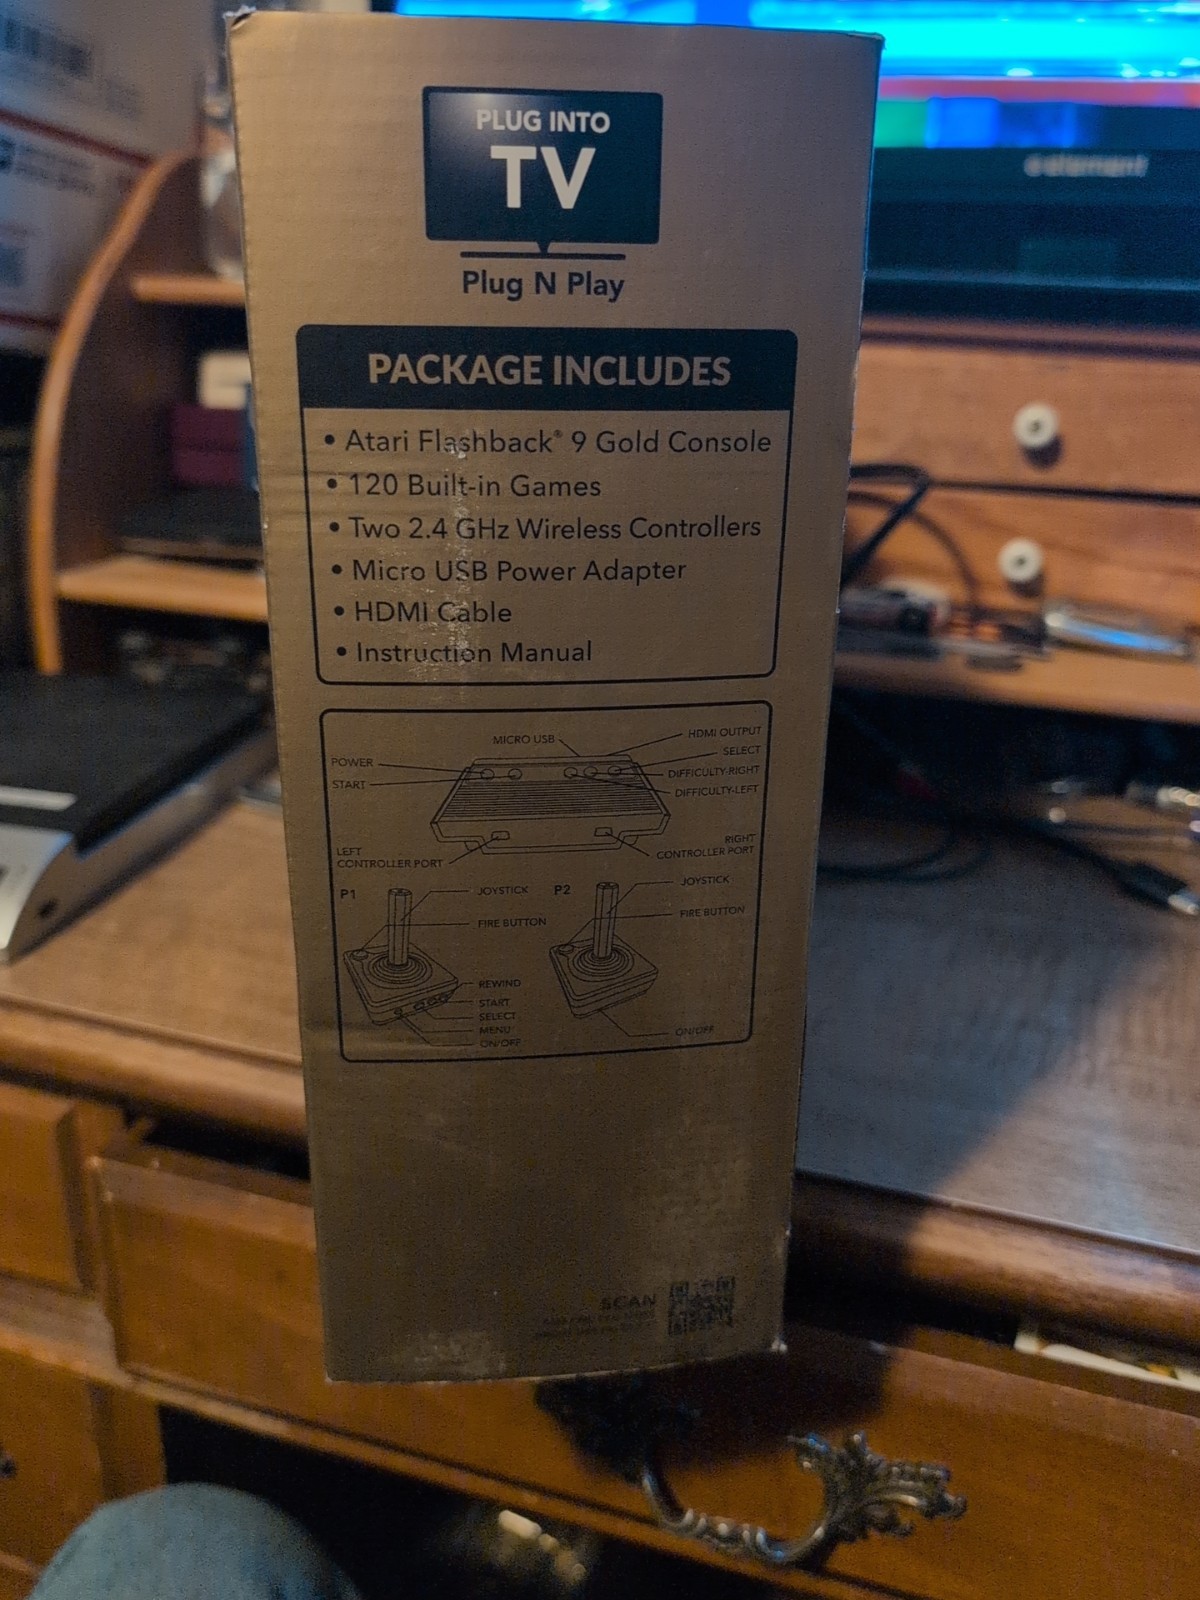 PLUG INTO
TV
Plug N Play
element
PACKAGE INCLUDES
• Atari Flashback® 9 Gold Console
• 120 Built-in Games
• Two 2.4 GHz Wireless Controllers
• Micro USB Power Adapter
• HDMI Cable
• Instruction Manual
MICRO USB
HDMI OUTPUT
SELECT
POWER
DIFFICULTY-RIGHT
START
DIFFICULTY-LEFT
LEFT
CONTROLLER PORT
RIGHT
CONTROLLER PORT
P1
JOYSTICK
FIRE BUTTON
REWIND
START
SELECT
MENU
ON/OFF
P2
JOYSTICK
FIRE BUTTON
ON/OFF
SCAN